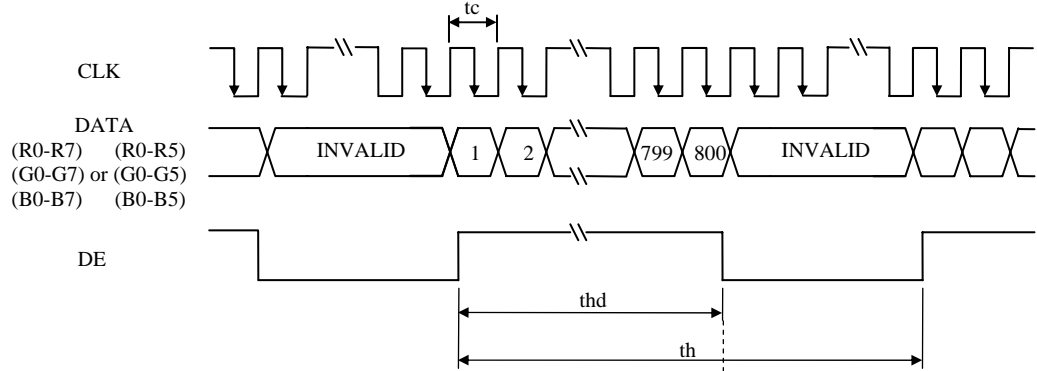 tc
CLK
DATA
(R0-R7) (R0-R5)
(G0-G7) or (G0-G5)
(B0-B7) (B0-B5)
INVALID 1 2 799 800 INVALID
DE
thd
th